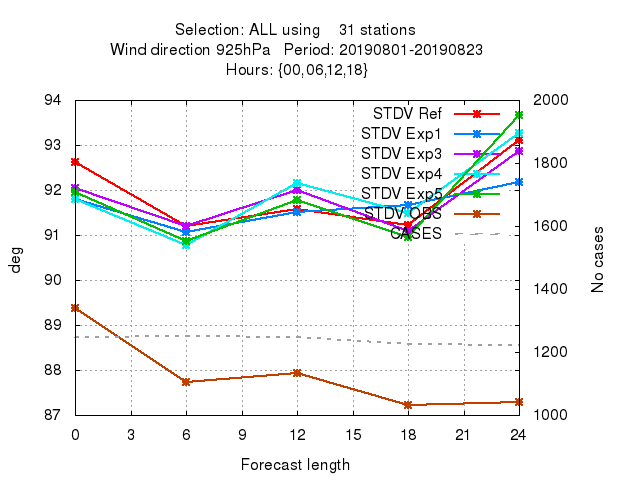 Selection: ALL using    31 stations
Wind direction 925hPa   Period: 20190801-20190823
Hours: {00,06,12,18}
94 2000
STDV Ref
93 STDV Exp1
STDV Exp3 1800
STDV Exp4
92 STDV Exp5
STDV OBS
1600
91 CASES
deg
No cases
90
1400
89
88 1200
87 1000
0 3 6 9 12 15 18 21 24
Forecast length